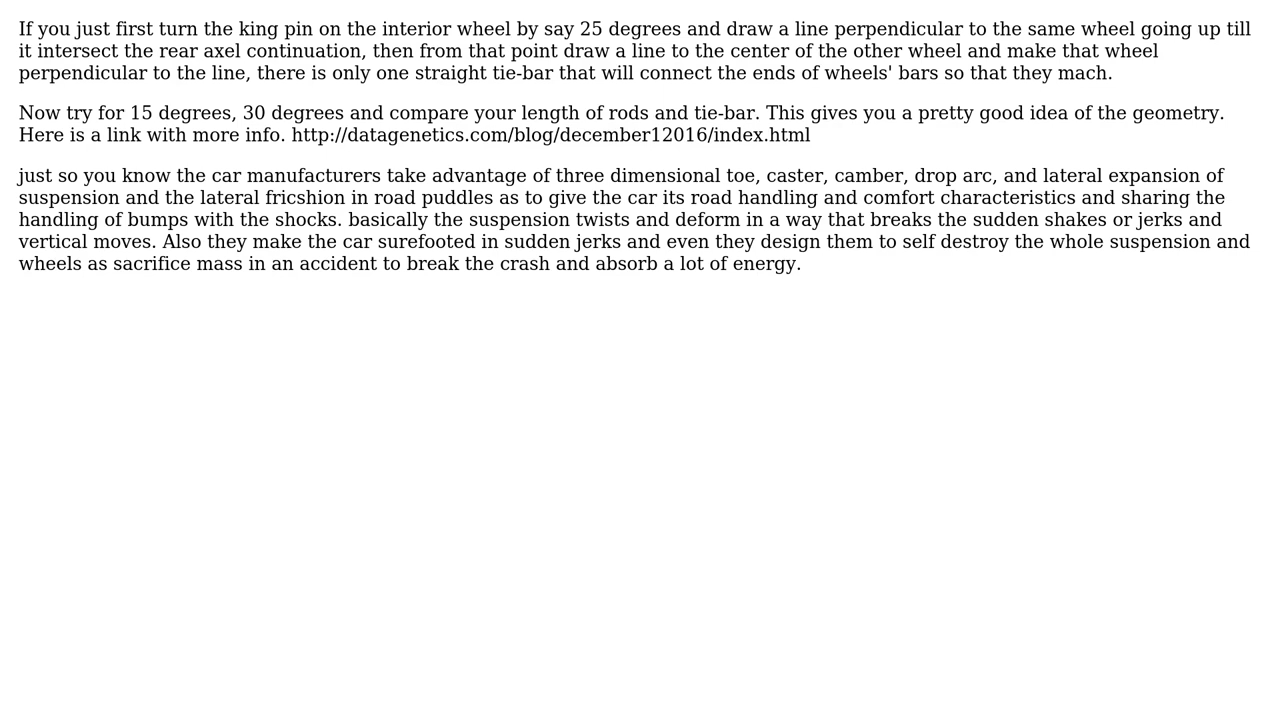 If you just first turn the king pin on the interior wheel by say 25 degrees and draw a line perpendicular to the same wheel going up till
it intersect the rear axel continuation, then from that point draw a line to the center of the other wheel and make that wheel
perpendicular to the line, there is only one straight tie-bar that will connect the ends of wheels' bars so that they mach.
Now try for 15 degrees, 30 degrees and compare your length of rods and tie-bar. This gives you a pretty good idea of the geometry.
Here is a link with more info. http://datagenetics.com/blog/december12016/index.html
just so you know the car manufacturers take advantage of three dimensional toe, caster, camber, drop arc, and lateral expansion of
suspension and the lateral fricshion in road puddles as to give the car its road handling and comfort characteristics and sharing the
handling of bumps with the shocks. basically the suspension twists and deform in a way that breaks the sudden shakes or jerks and
vertical moves. Also they make the car surefooted in sudden jerks and even they design them to self destroy the whole suspension and
wheels as sacrifice mass in an accident to break the crash and absorb a lot of energy.